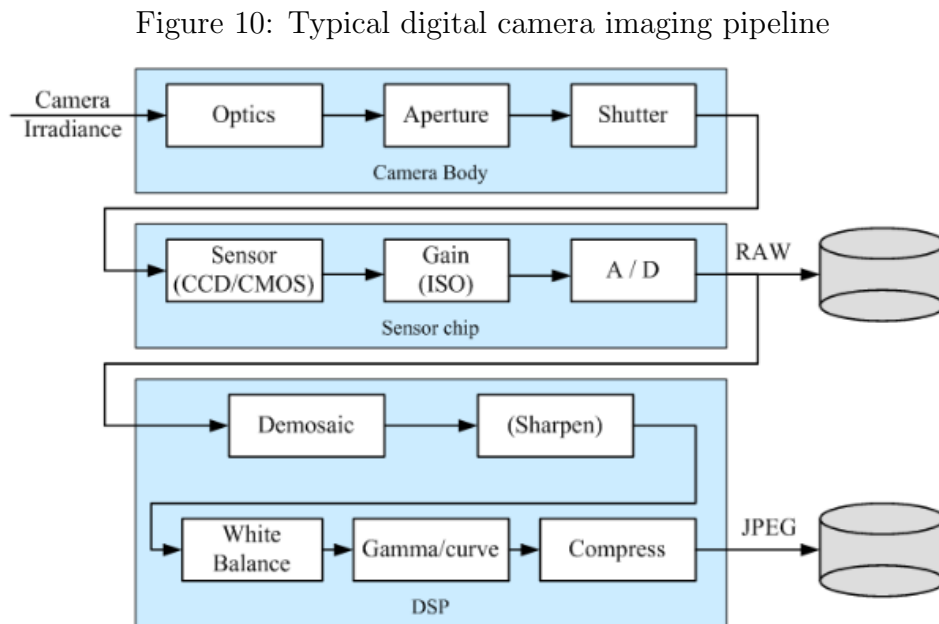 Figure 10: Typical digital camera imaging pipeline
Camera
Irradiance
Optics
Aperture
Shutter
Camera Body
Sensor
(CCD/CMOS)
Gain
(ISO)
A / D
RAW
Sensor chip
Demosaic
(Sharpen)
White
Balance
Gamma/curve
Compress
JPEG
DSP